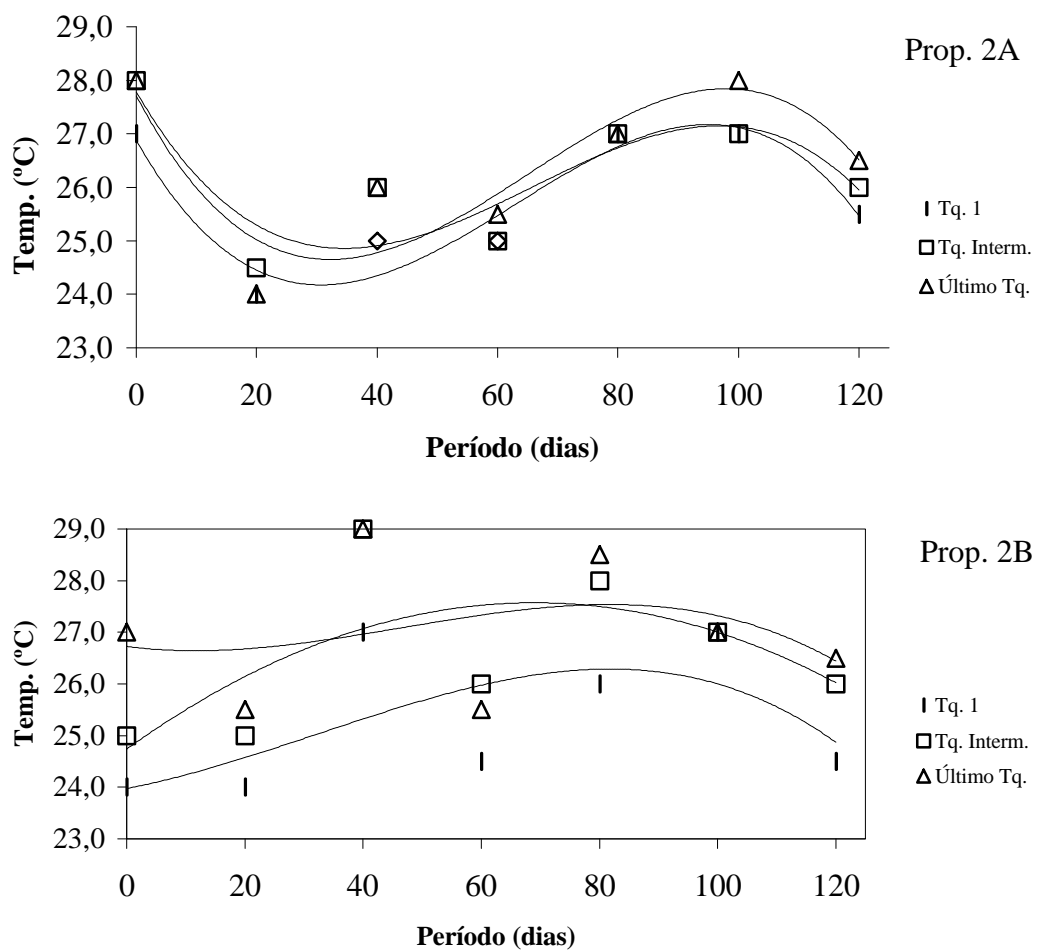 Prop. 2A
Temp. (ºC)
29,0
28,0
27,0
26,0
25,0
24,0
23,0
0 20 40 60 80 100 120
Período (dias)
Tq. 1
Tq. Interm.
Último Tq.
Prop. 2B
Temp. (ºC)
29,0
28,0
27,0
26,0
25,0
24,0
23,0
0 20 40 60 80 100 120
Período (dias)
Tq. 1
Tq. Interm.
Último Tq.